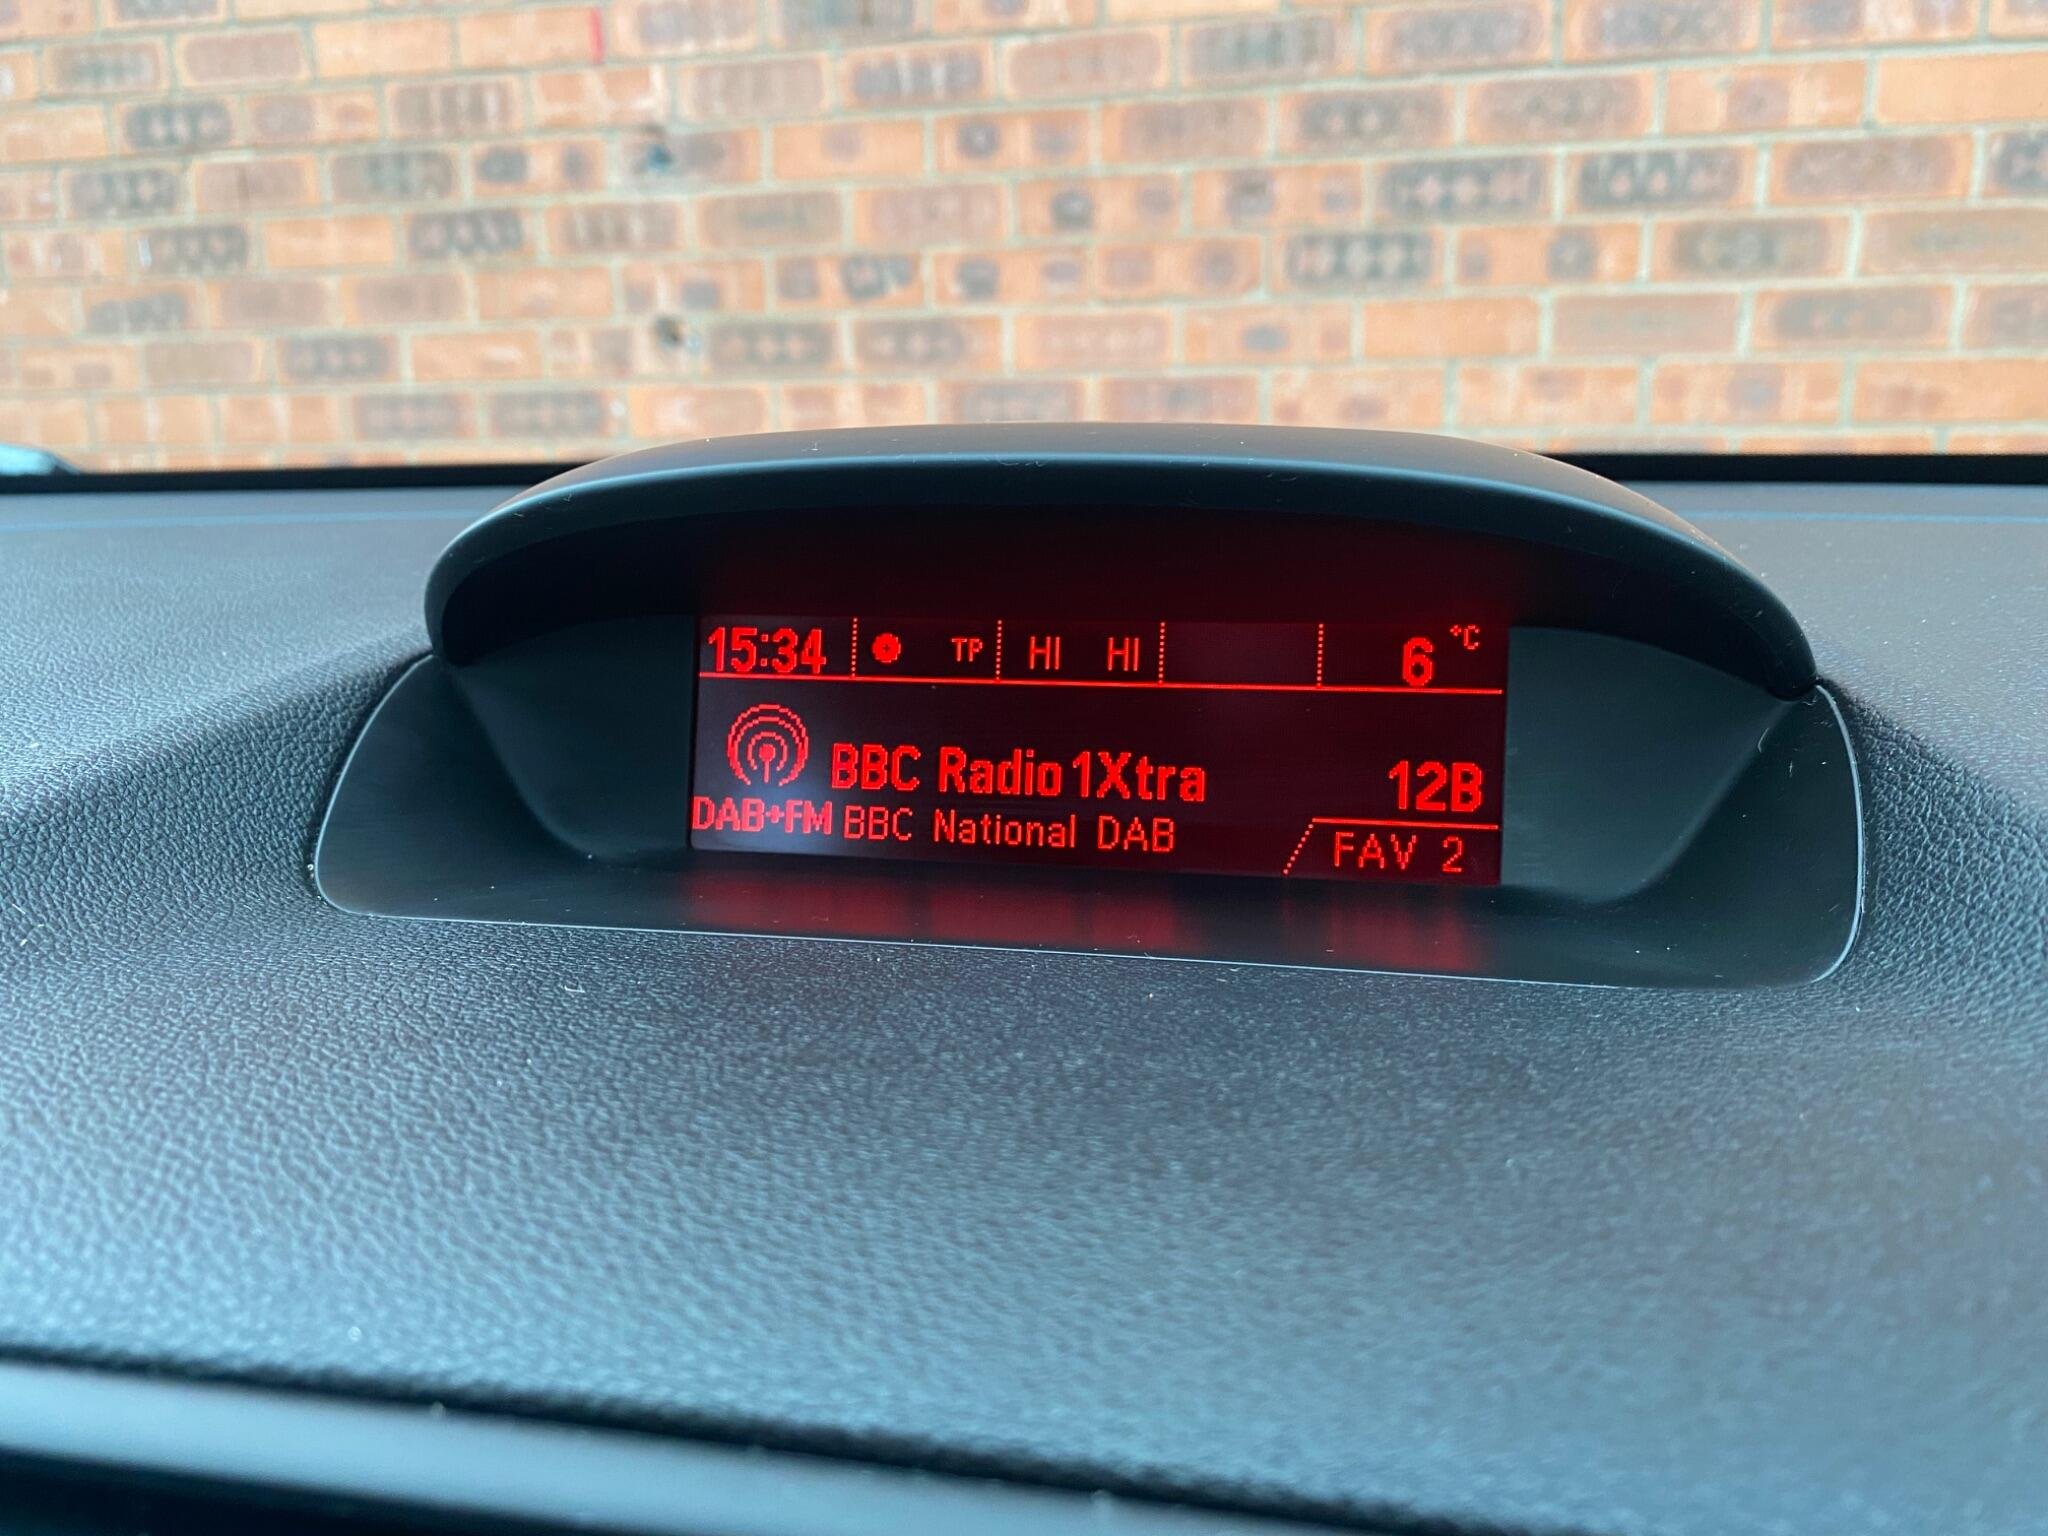 15:34 TP HI HI 6 °C
BBC Radio 1Xtra 12B
DAB+FM BBC National DAB
FAV 2